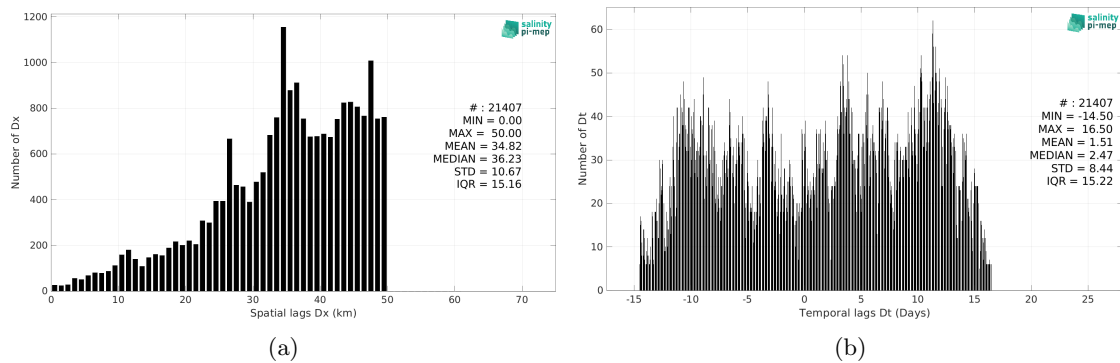 1200
1000
800
600
400
200
0
0 10 20 30 40 50 60 70
Number of Dx
Spatial lags Dx (km)
salinity
pi-mep
# : 21407
MIN = 0.00
MAX = 50.00
MEAN = 34.82
MEDIAN = 36.23
STD = 10.67
IQR = 15.16
(a)
60
50
40
30
20
10
0
-15 -10 -5 0 5 10 15 20 25
Number of Dt
Temporal lags Dt (Days)
salinity
pi-mep
# : 21407
MIN = -14.50
MAX = 16.50
MEAN = 1.51
MEDIAN = 2.47
STD = 8.44
IQR = 15.22
(b)